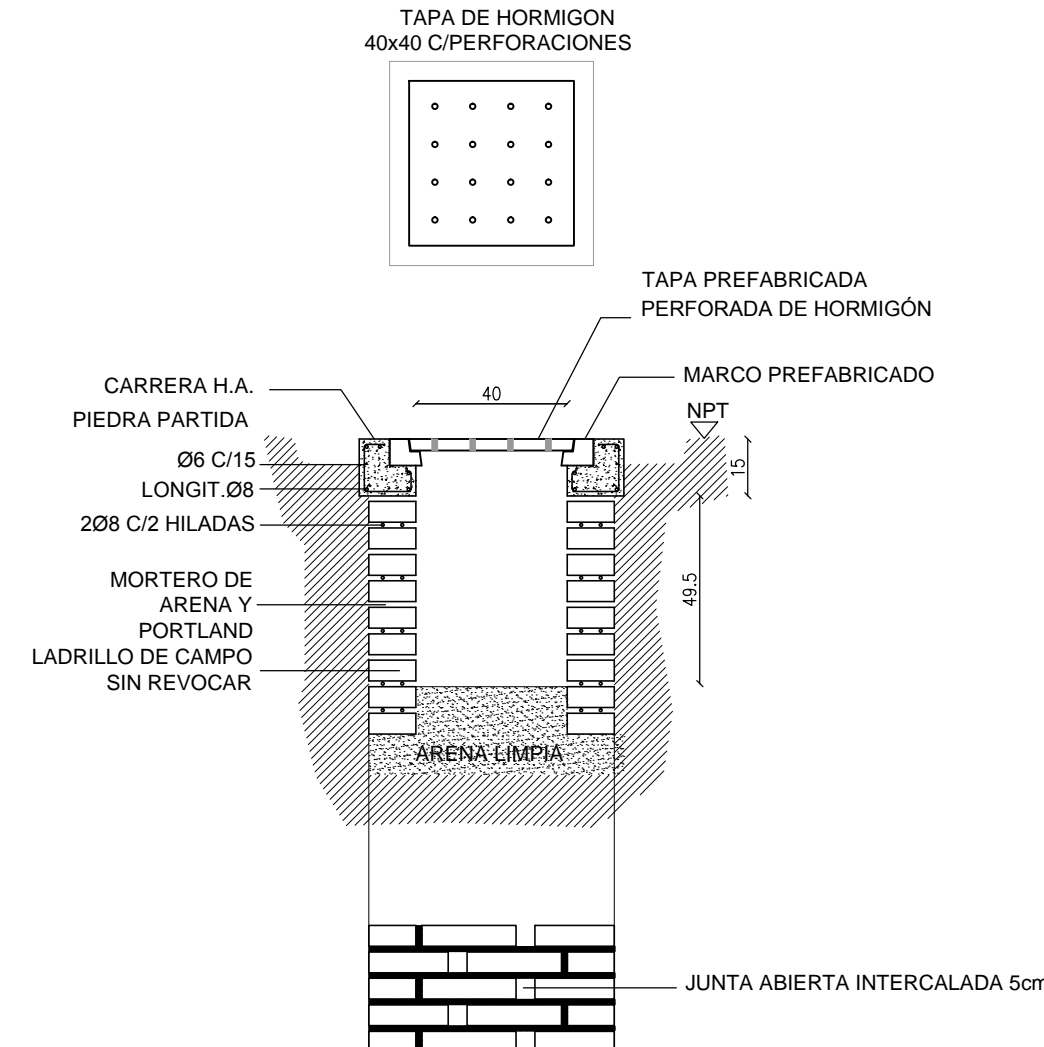 TAPA DE HORMIGON
40x40 C/PERFORACIONES
TAPA PREFABRICADA
PERFORADA DE HORMIGÓN
CARRERA H.A.
PIEDRA PARTIDA
40
MARCO PREFABRICADO
NPT
15
Ø6 C/15
LONGIT.Ø8
2Ø8 C/2 HILADAS
49.5
MORTERO DE
ARENA Y
PORTLAND
LADRILLO DE CAMPO
SIN REVOCAR
ARENA LIMPIA
JUNTA ABIERTA INTERCALADA 5cm